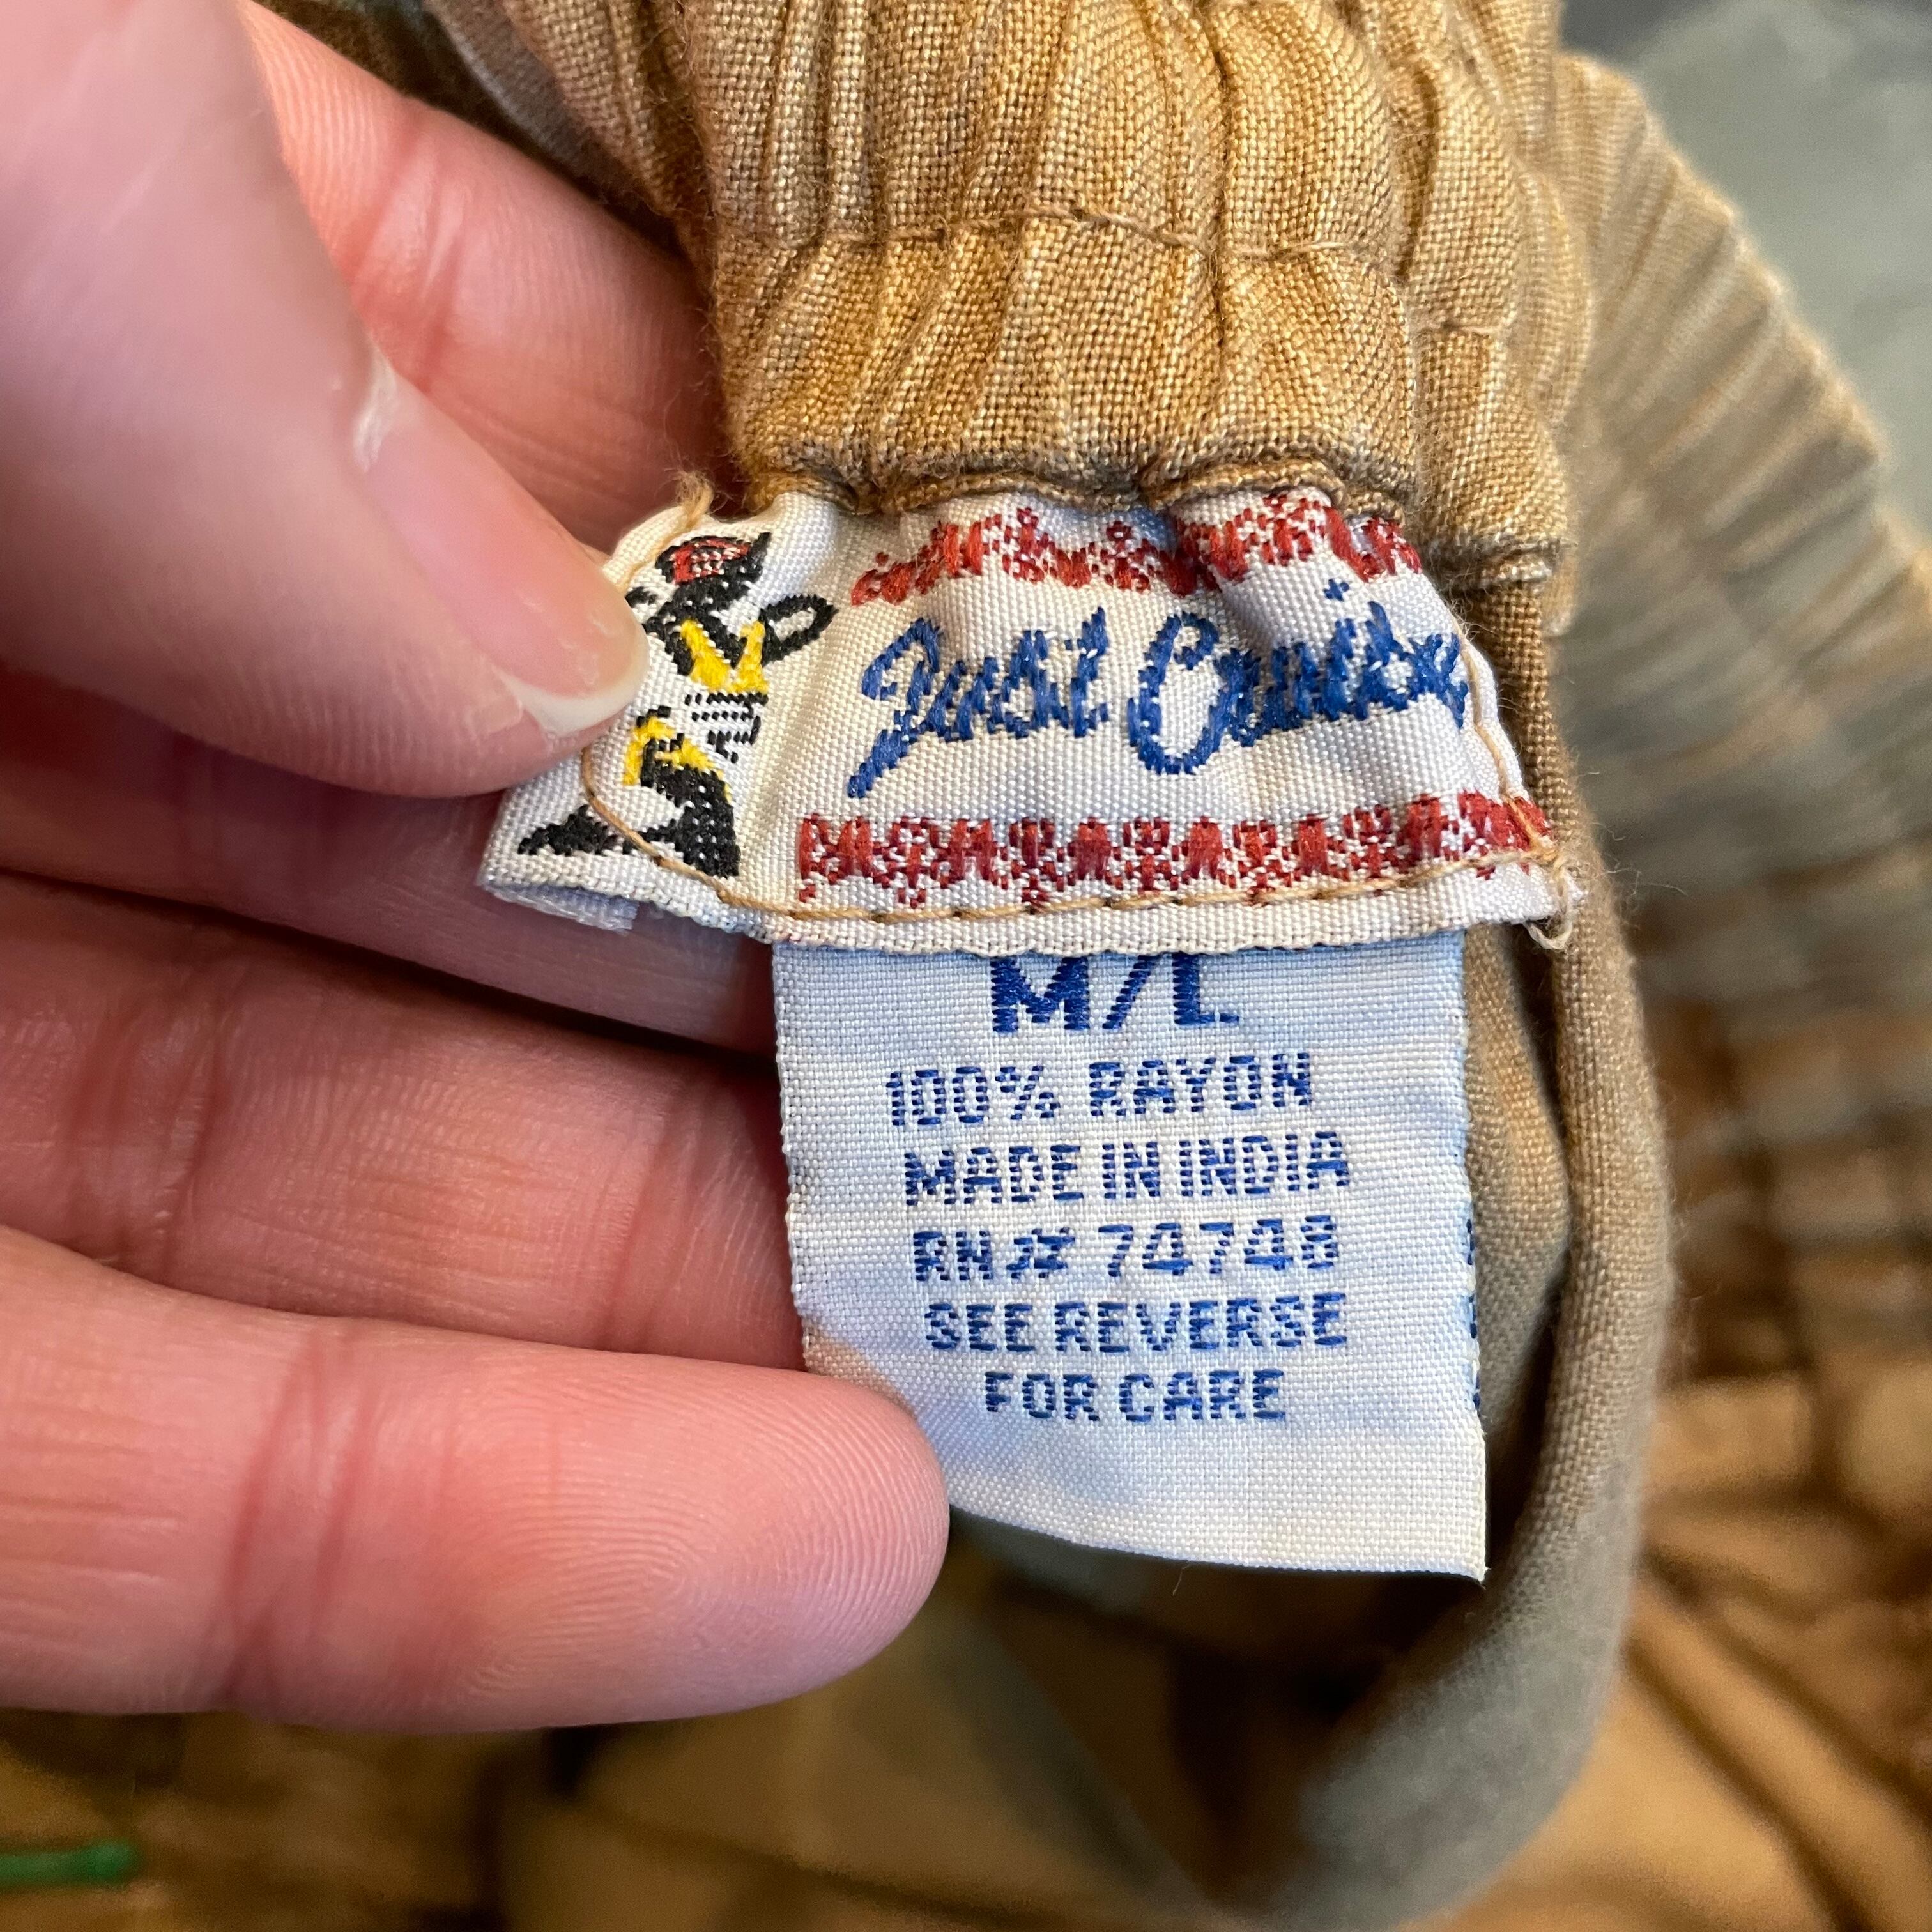 Just Cruisin
M/L
100% RAYON
MADE IN INDIA
RN# 74748
SEE REVERSE
FOR CARE